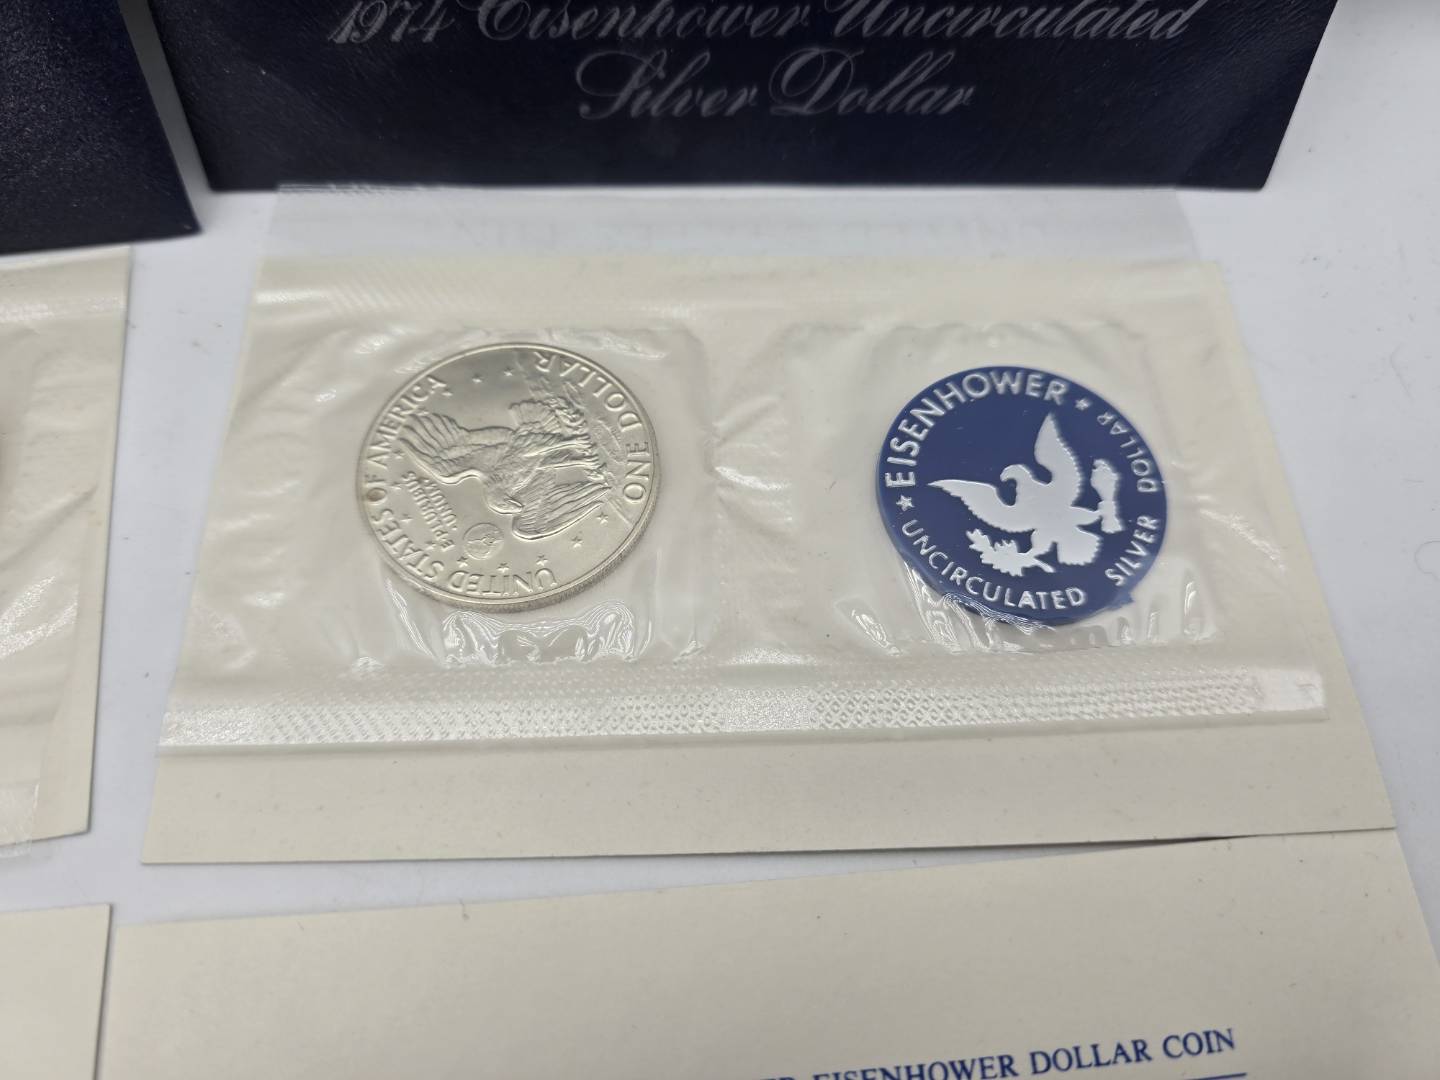 1974 Eisenhower Uncirculated
Silver Dollar
UNITED STATES OF AMERICA
E PLURIBUS
UNUM
ONE DOLLAR
★ EISENHOWER ★
UNCIRCULATED
SILVER DOLLAR
EISENHOWER DOLLAR COIN